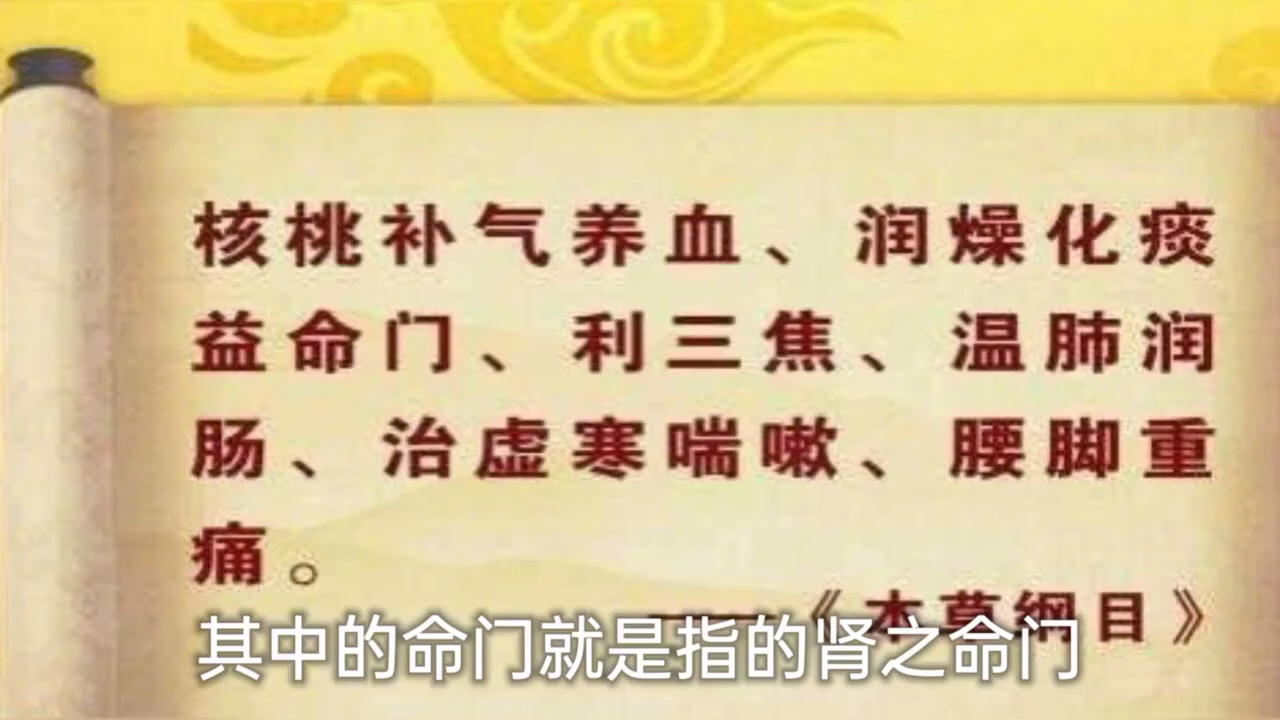 核桃补气养血、润燥化痰
益命门、利三焦、温肺润
肠、治虚寒喘嗽、腰脚重
痛。
——《本草纲目》
其中的命门就是指的肾之命门